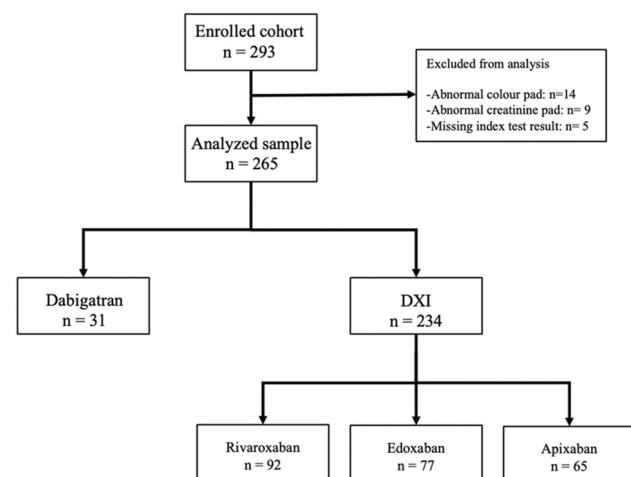 Enrolled cohort
n = 293
Excluded from analysis
-Abnormal colour pad: n=14
-Abnormal creatinine pad: n= 9
-Missing index test result: n= 5
Analyzed sample
n = 265
Dabigatran
n = 31
DXI
n = 234
Rivaroxaban
n = 92
Edoxaban
n = 77
Apixaban
n = 65